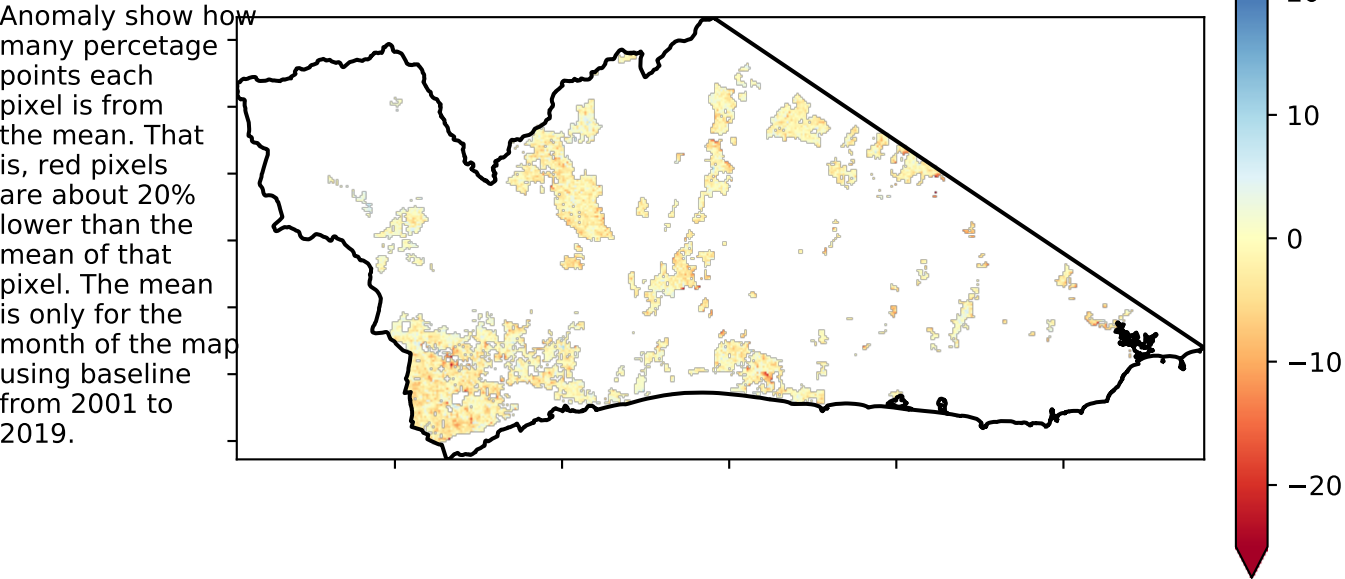 Anomaly show how
many percetage
points each
pixel is from
the mean. That
is, red pixels
are about 20%
lower than the
mean of that
pixel. The mean
is only for the
month of the map
using baseline
from 2001 to
2019.
10
0
−10
−20